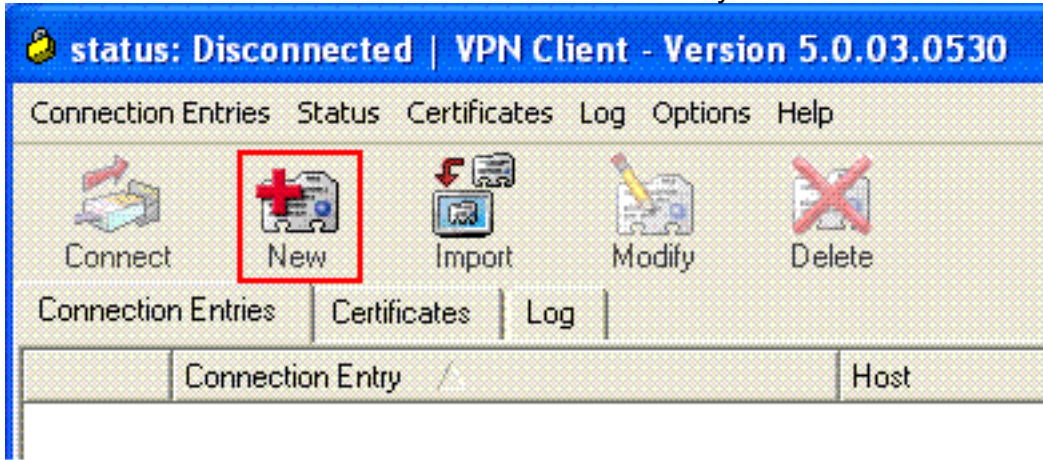 status: Disconnected | VPN Client - Version 5.0.03.0530
Connection Entries Status Certificates Log Options Help
Connect New Import Modify Delete
Connection Entries Certificates Log
Connection Entry Host